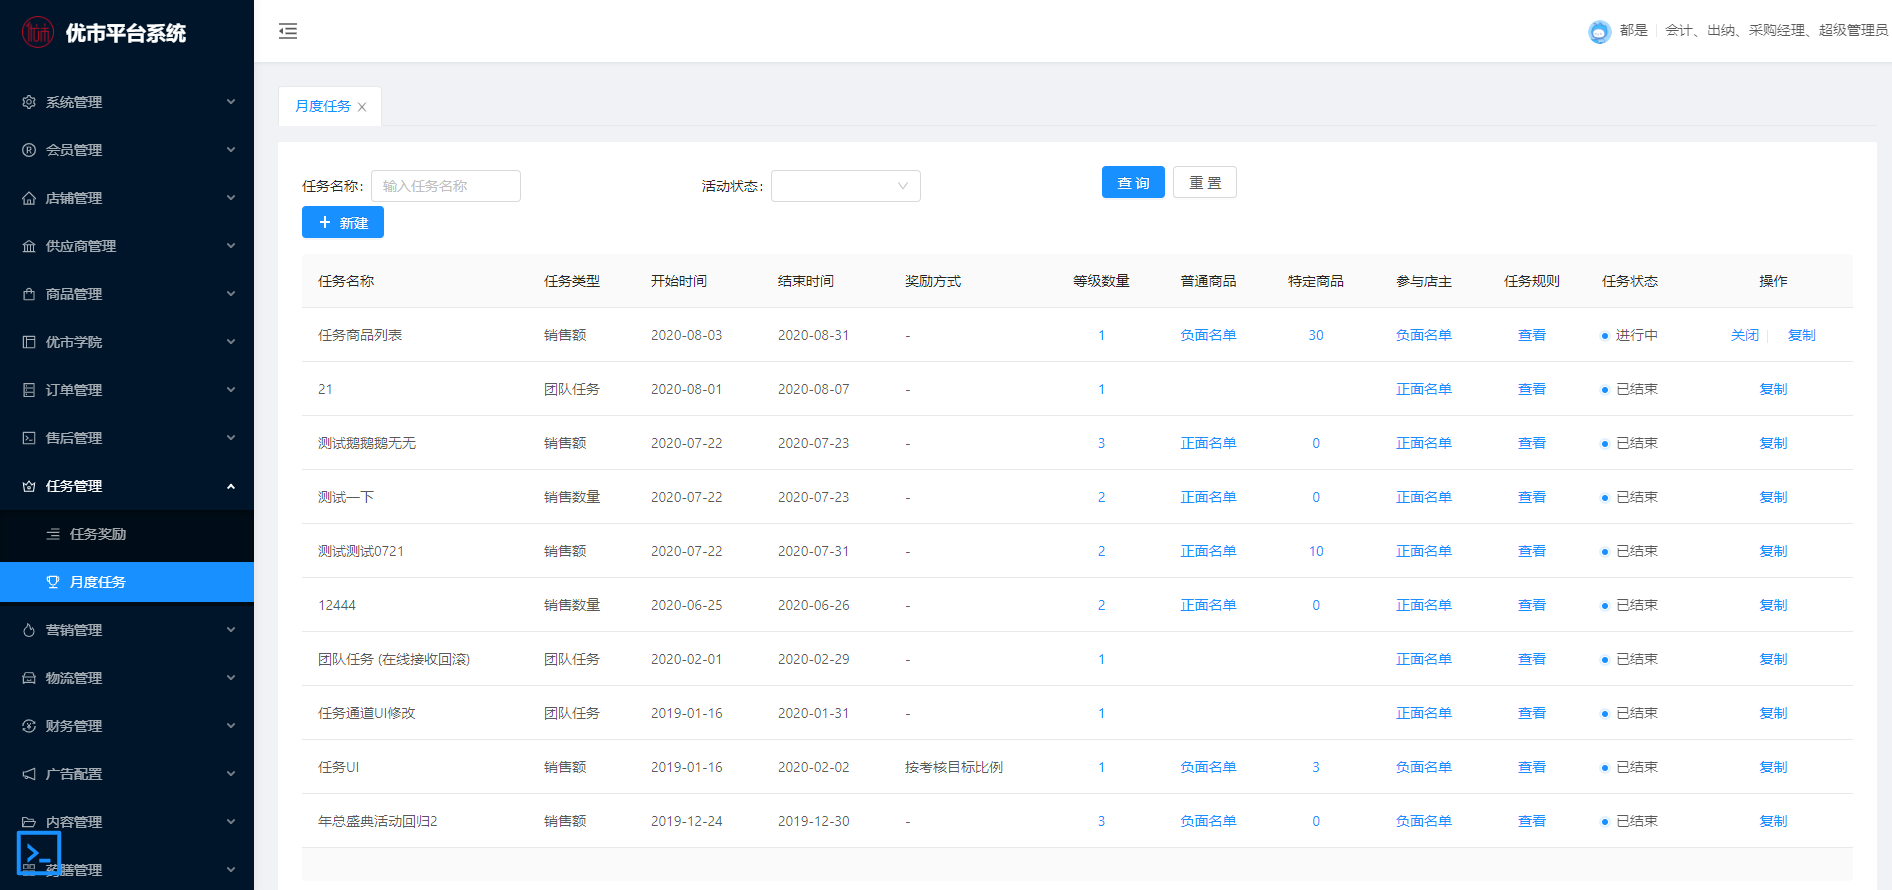 优市平台系统
都是 会计、出纳、采购经理、超级管理员
系统管理
会员管理
店铺管理
供应商管理
商品管理
优市学院
订单管理
售后管理
任务管理
任务奖励
月度任务
营销管理
物流管理
财务管理
广告配置
内容管理
药膳管理
月度任务
任务名称: 输入任务名称 活动状态: 查 询 重 置
新建
任务名称 任务类型 开始时间 结束时间 奖励方式 等级数量 普通商品 特定商品 参与店主 任务规则 任务状态 操作
任务商品列表 销售额 2020-08-03 2020-08-31 - 1 负面名单 30 负面名单 查看 进行中 关闭 复制
21 团队任务 2020-08-01 2020-08-07 - 1 正面名单 查看 已结束 复制
测试鹅鹅鹅无无 销售额 2020-07-22 2020-07-23 - 3 正面名单 0 正面名单 查看 已结束 复制
测试一下 销售数量 2020-07-22 2020-07-23 - 2 正面名单 0 正面名单 查看 已结束 复制
测试测试0721 销售额 2020-07-22 2020-07-31 - 2 正面名单 10 正面名单 查看 已结束 复制
12444 销售数量 2020-06-25 2020-06-26 - 2 正面名单 0 正面名单 查看 已结束 复制
团队任务 (在线接收回滚) 团队任务 2020-02-01 2020-02-29 - 1 正面名单 查看 已结束 复制
任务通道UI修改 团队任务 2019-01-16 2020-01-31 - 1 正面名单 查看 已结束 复制
任务UI 销售额 2019-01-16 2020-02-02 按考核目标比例 1 负面名单 3 负面名单 查看 已结束 复制
年总盛典活动回归2 销售额 2019-12-24 2019-12-30 - 3 负面名单 0 负面名单 查看 已结束 复制